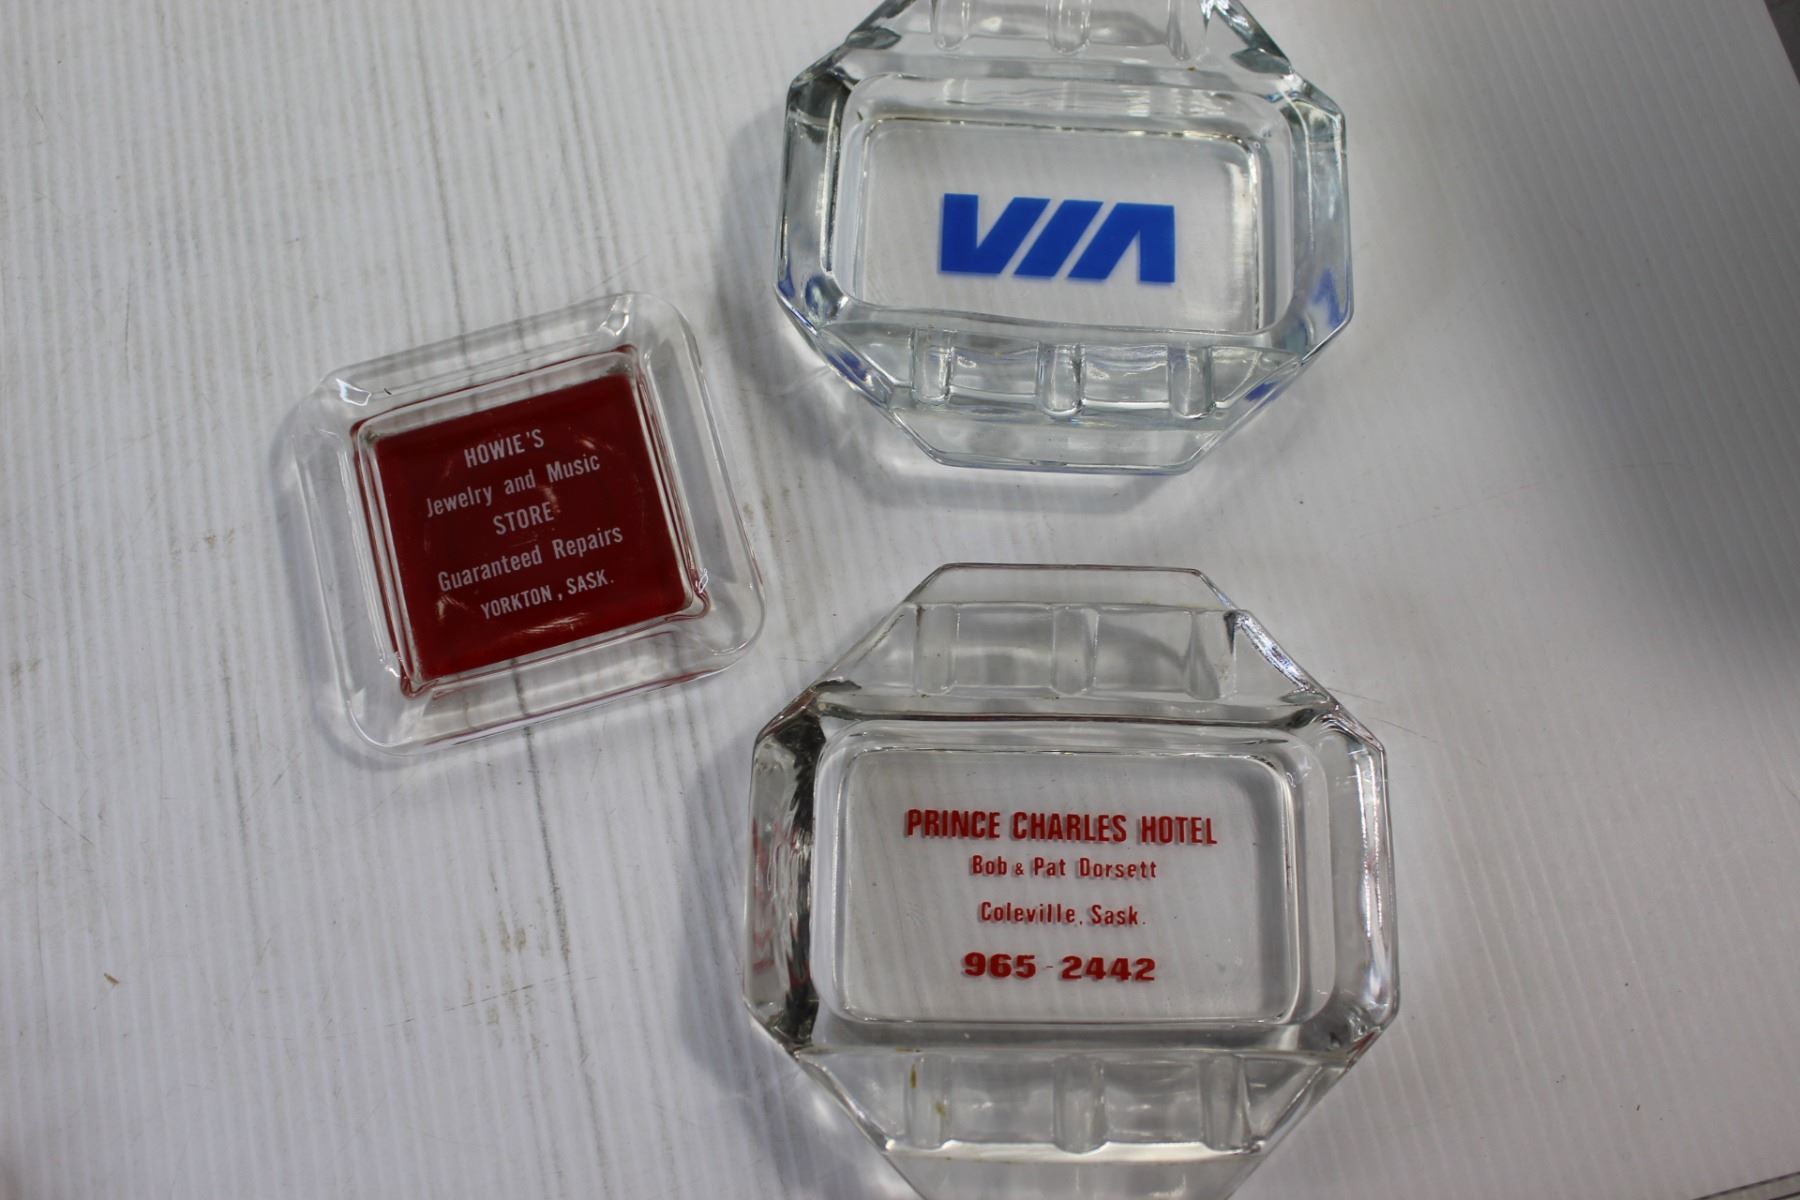 VIA
HOWIE'S
Jewelry and Music
STORE
Guaranteed Repairs
YORKTON, SASK.
PRINCE CHARLES HOTEL
Bob & Pat Dorsett
Coleville, Sask.
965-2442